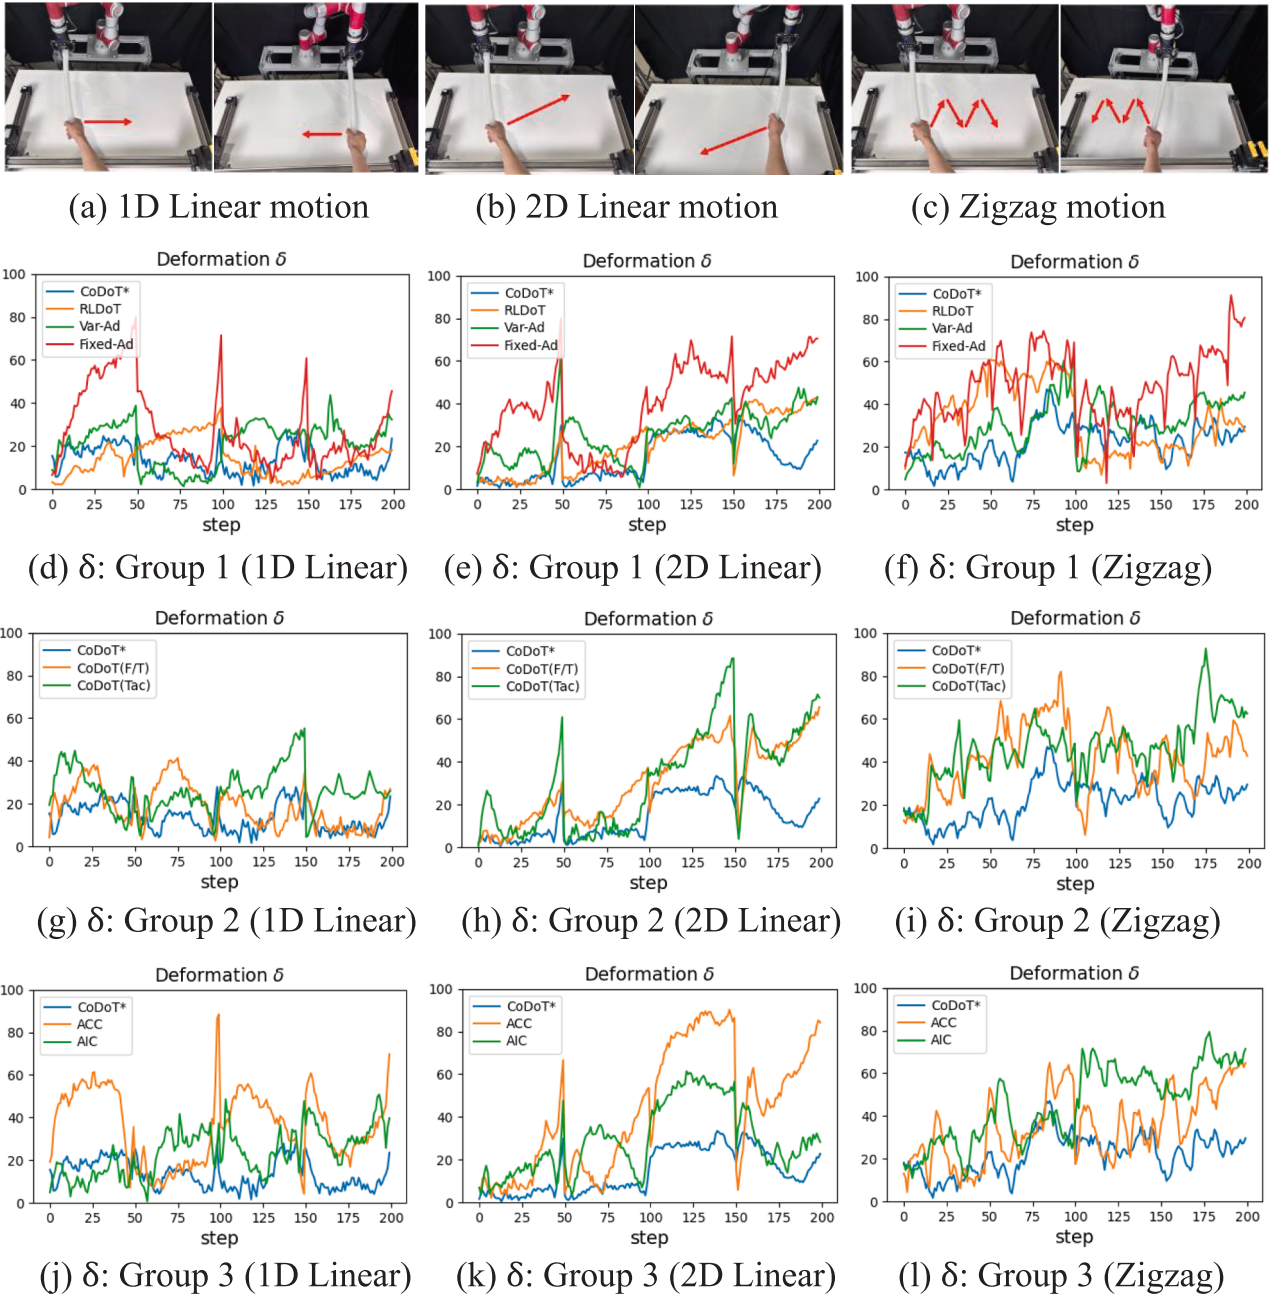 (a) 1D Linear motion
(b) 2D Linear motion
(c) Zigzag motion
Deformation δ
100
80
60
40
20
0
CoDoT*
RLDoT
Var-Ad
Fixed-Ad
0 25 50 75 100 125 150 175 200
step
(d) δ: Group 1 (1D Linear)
Deformation δ
100
80
60
40
20
0
CoDoT*
RLDoT
Var-Ad
Fixed-Ad
0 25 50 75 100 125 150 175 200
step
(e) δ: Group 1 (2D Linear)
Deformation δ
100
80
60
40
20
0
CoDoT*
RLDoT
Var-Ad
Fixed-Ad
0 25 50 75 100 125 150 175 200
step
(f) δ: Group 1 (Zigzag)
Deformation δ
100
80
60
40
20
0
CoDoT*
CoDoT(F/T)
CoDoT(Tac)
0 25 50 75 100 125 150 175 200
step
(g) δ: Group 2 (1D Linear)
Deformation δ
100
80
60
40
20
0
CoDoT*
CoDoT(F/T)
CoDoT(Tac)
0 25 50 75 100 125 150 175 200
step
(h) δ: Group 2 (2D Linear)
Deformation δ
100
80
60
40
20
0
CoDoT*
CoDoT(F/T)
CoDoT(Tac)
0 25 50 75 100 125 150 175 200
step
(i) δ: Group 2 (Zigzag)
Deformation δ
100
80
60
40
20
0
CoDoT*
ACC
AIC
0 25 50 75 100 125 150 175 200
step
(j) δ: Group 3 (1D Linear)
Deformation δ
100
80
60
40
20
0
CoDoT*
ACC
AIC
0 25 50 75 100 125 150 175 200
step
(k) δ: Group 3 (2D Linear)
Deformation δ
100
80
60
40
20
0
CoDoT*
ACC
AIC
0 25 50 75 100 125 150 175 200
step
(l) δ: Group 3 (Zigzag)